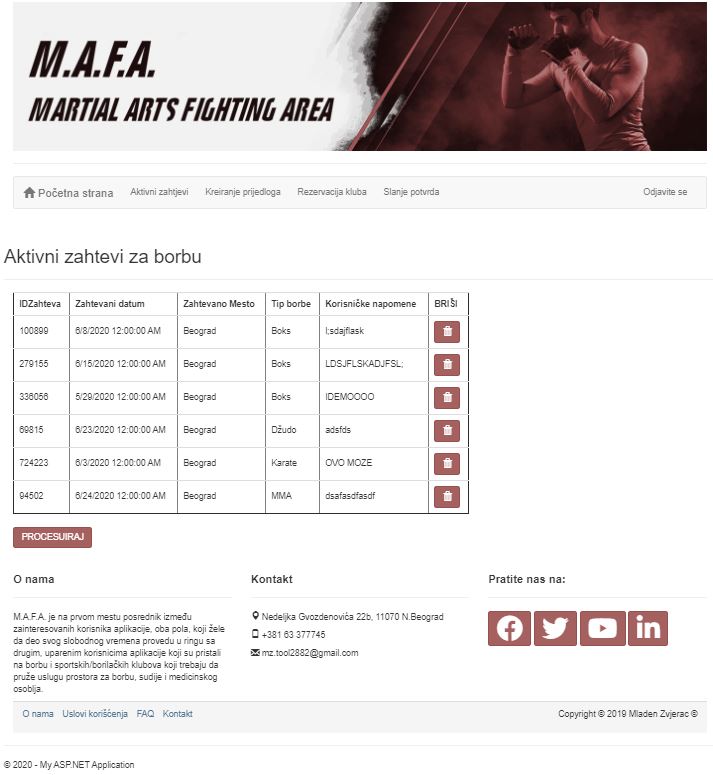 M.A.F.A.
MARTIAL ARTS FIGHTING AREA
Početna strana Aktivni zahtjevi Kreiranje prijedloga Rezervacija kluba Slanje potvrda Odjavite se
Aktivni zahtevi za borbu
IDZahteva Zahtevani datum Zahtevano Mesto Tip borbe Korisničke napomene BRIŠI
100899 6/8/2020 12:00:00 AM Beograd Boks l;sdajflask
279155 6/15/2020 12:00:00 AM Beograd Boks LDSJFLSKADJFSL;
336056 5/29/2020 12:00:00 AM Beograd Boks IDEMOOOO
69815 6/23/2020 12:00:00 AM Beograd Džudo adsfds
724223 6/3/2020 12:00:00 AM Beograd Karate OVO MOZE
94502 6/24/2020 12:00:00 AM Beograd MMA dsafasdfasdf
PROCESUIRAJ
O nama
M.A.F.A. je na prvom mestu posrednik između
zainteresovanih korisnika aplikacije, oba pola, koji žele
da deo svog slobodnog vremena provedu u ringu sa
drugim, uparenim korisnicima aplikacije koji su pristali
na borbu i sportskih/borilačkih klubova koji trebaju da
pruže uslugu prostora za borbu, sudije i medicinskog
osoblja.
Kontakt
Nedeljka Gvozdenovića 22b, 11070 N.Beograd
+381 63 377745
mz.tool2882@gmail.com
Pratite nas na:
O nama Uslovi korišćenja FAQ Kontakt Copyright © 2019 Mladen Zvjerac ©
© 2020 - My ASP.NET Application